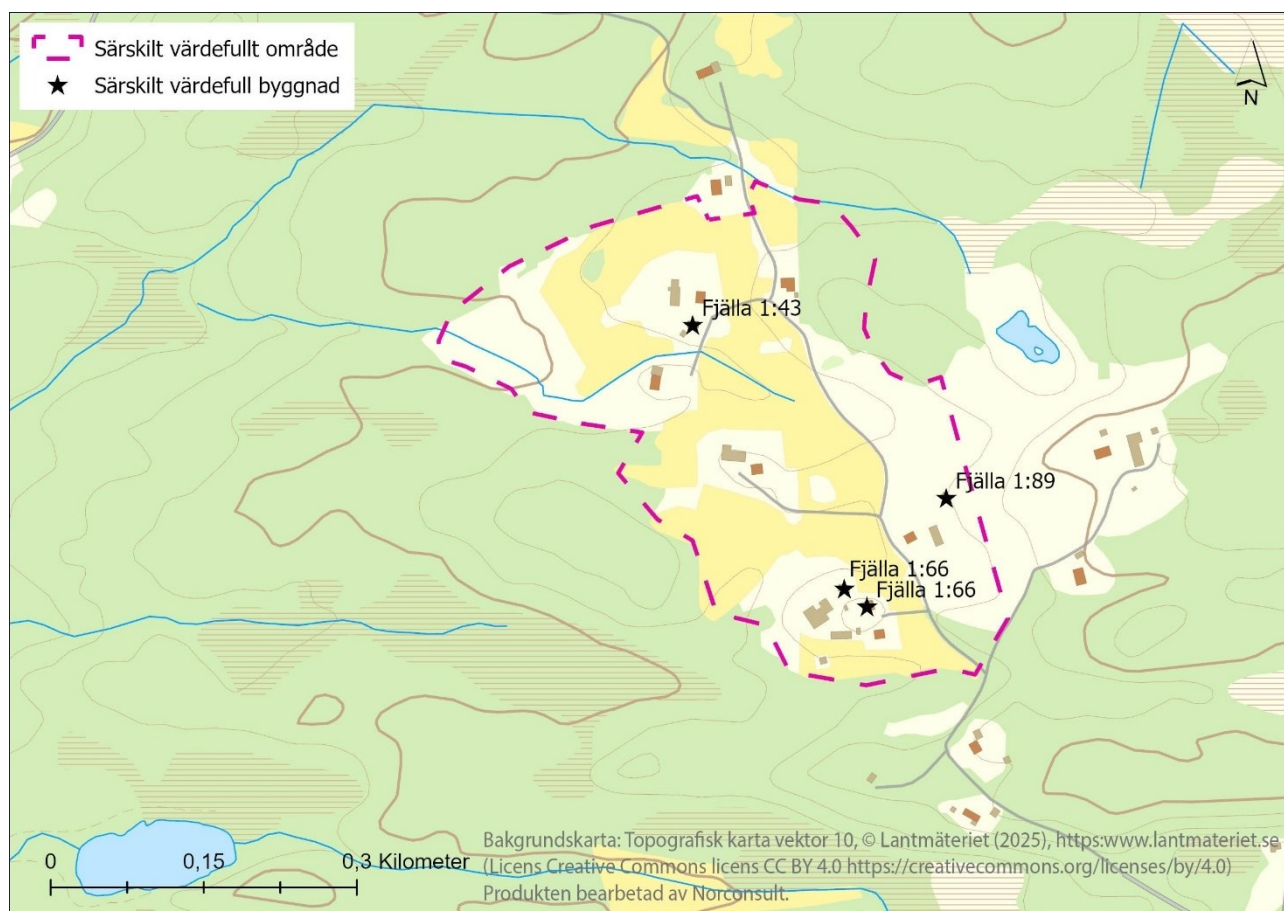 Särskilt värdefullt område
Särskilt värdefull byggnad
N
Fjälla 1:43
Fjälla 1:89
Fjälla 1:66
Fjälla 1:66
0 0,15 0,3 Kilometer
Bakgrundskarta: Topografisk karta vektor 10, © Lantmäteriet (2025), https:www.lantmateriet.se
(Licens Creative Commons licens CC BY 4.0 https://creativecommons.org/licenses/by/4.0)
Produkten bearbetad av Norconsult.